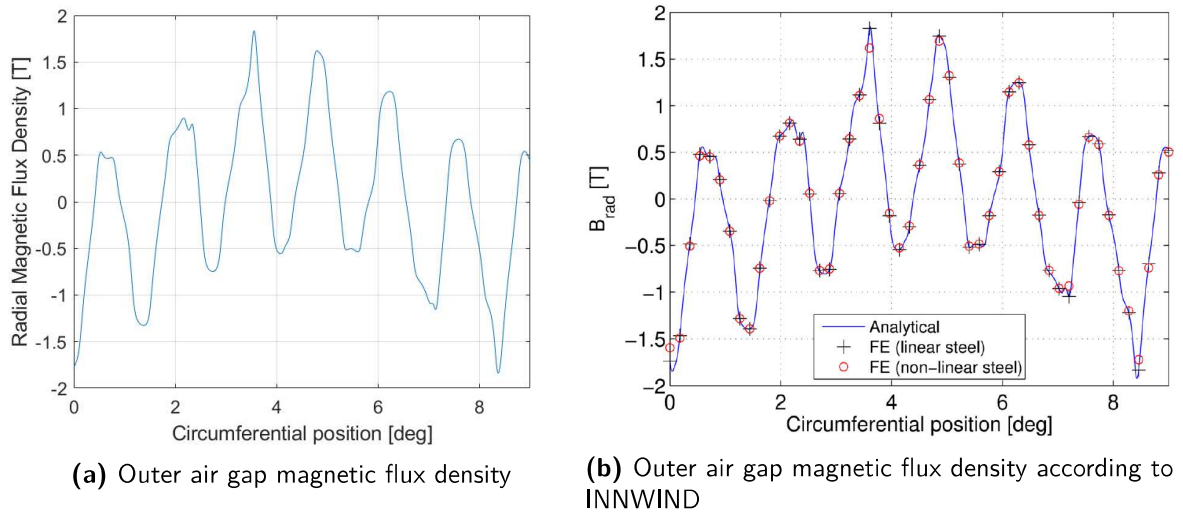 2
1.5
1
0.5
0
-0.5
-1
-1.5
-2
Radial Magnetic Flux Density [T]
0 2 4 6 8
Circumferential position [deg]
(a) Outer air gap magnetic flux density
2
1.5
1
0.5
0
−0.5
−1
−1.5
−2
B_rad [T]
Analytical
FE (linear steel)
FE (non-linear steel)
0 2 4 6 8
Circumferential position [deg]
(b) Outer air gap magnetic flux density according to
INNWIND